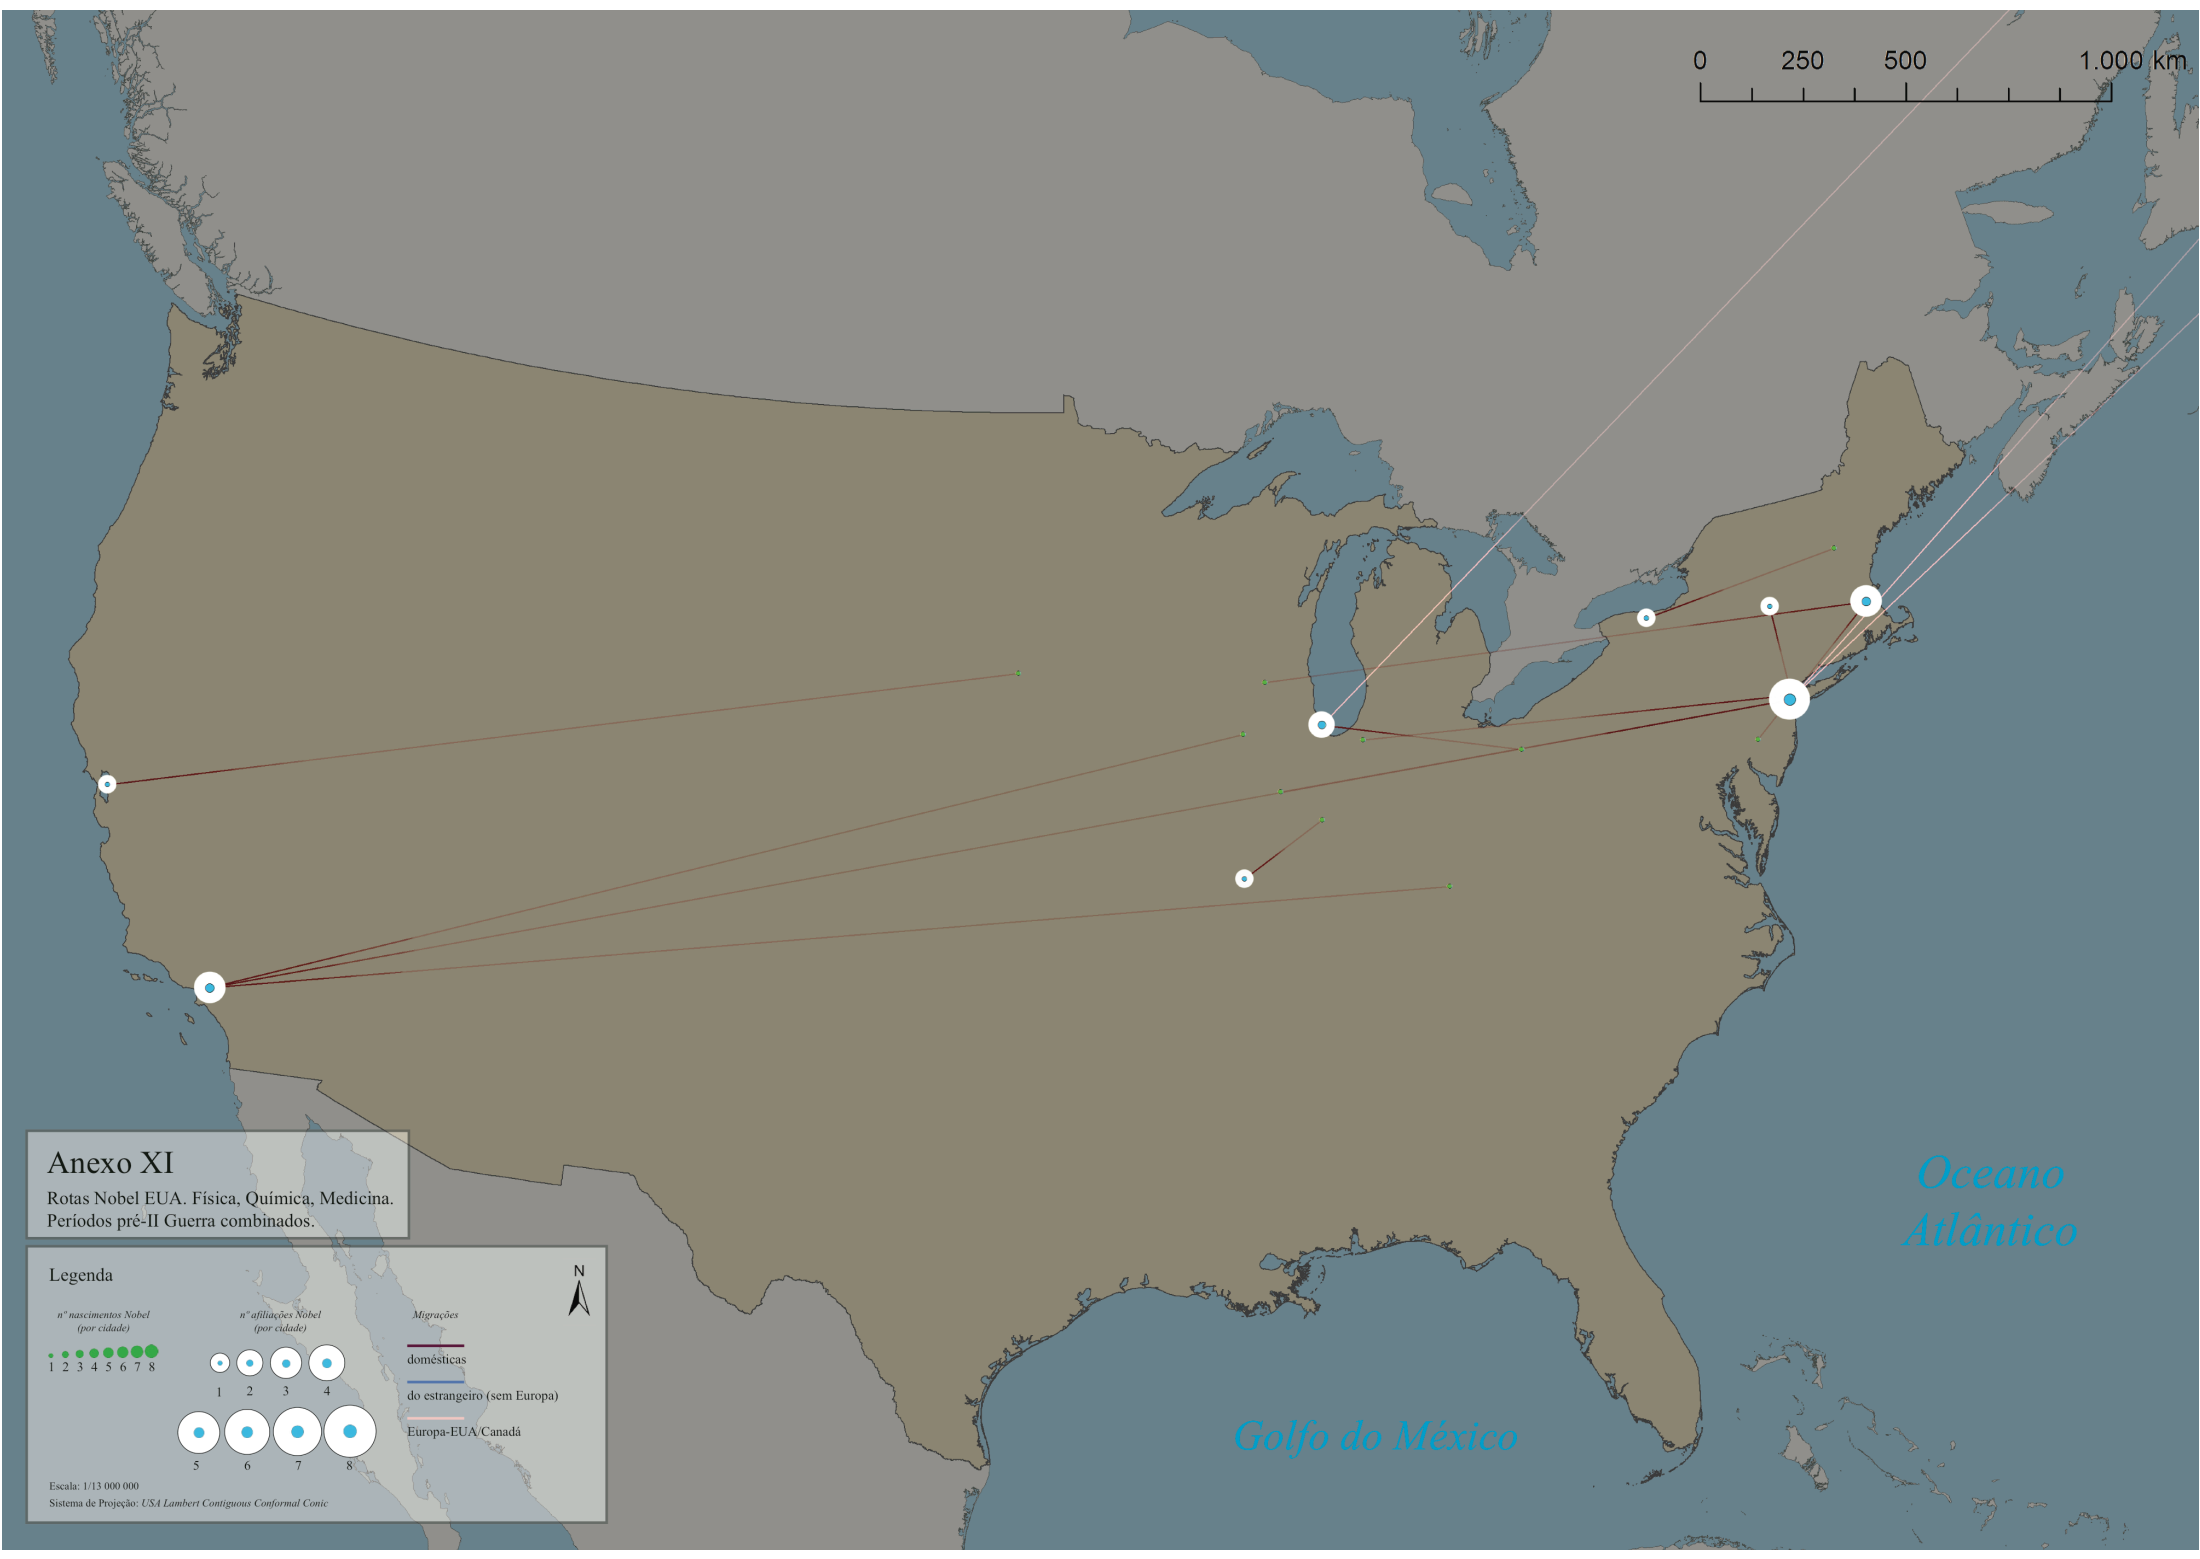 0 250 500 1.000 km
Oceano
Atlântico
Golfo do México
Anexo XI
Rotas Nobel EUA. Física, Química, Medicina.
Períodos pré-II Guerra combinados.
Legenda
N
nº nascimentos Nobel
(por cidade)
1 2 3 4 5 6 7 8
nº afiliações Nobel
(por cidade)
1 2 3 4
5 6 7 8
Migrações
domésticas
do estrangeiro (sem Europa)
Europa-EUA/Canadá
Escala: 1/13 000 000
Sistema de Projeção: USA Lambert Contiguous Conformal Conic